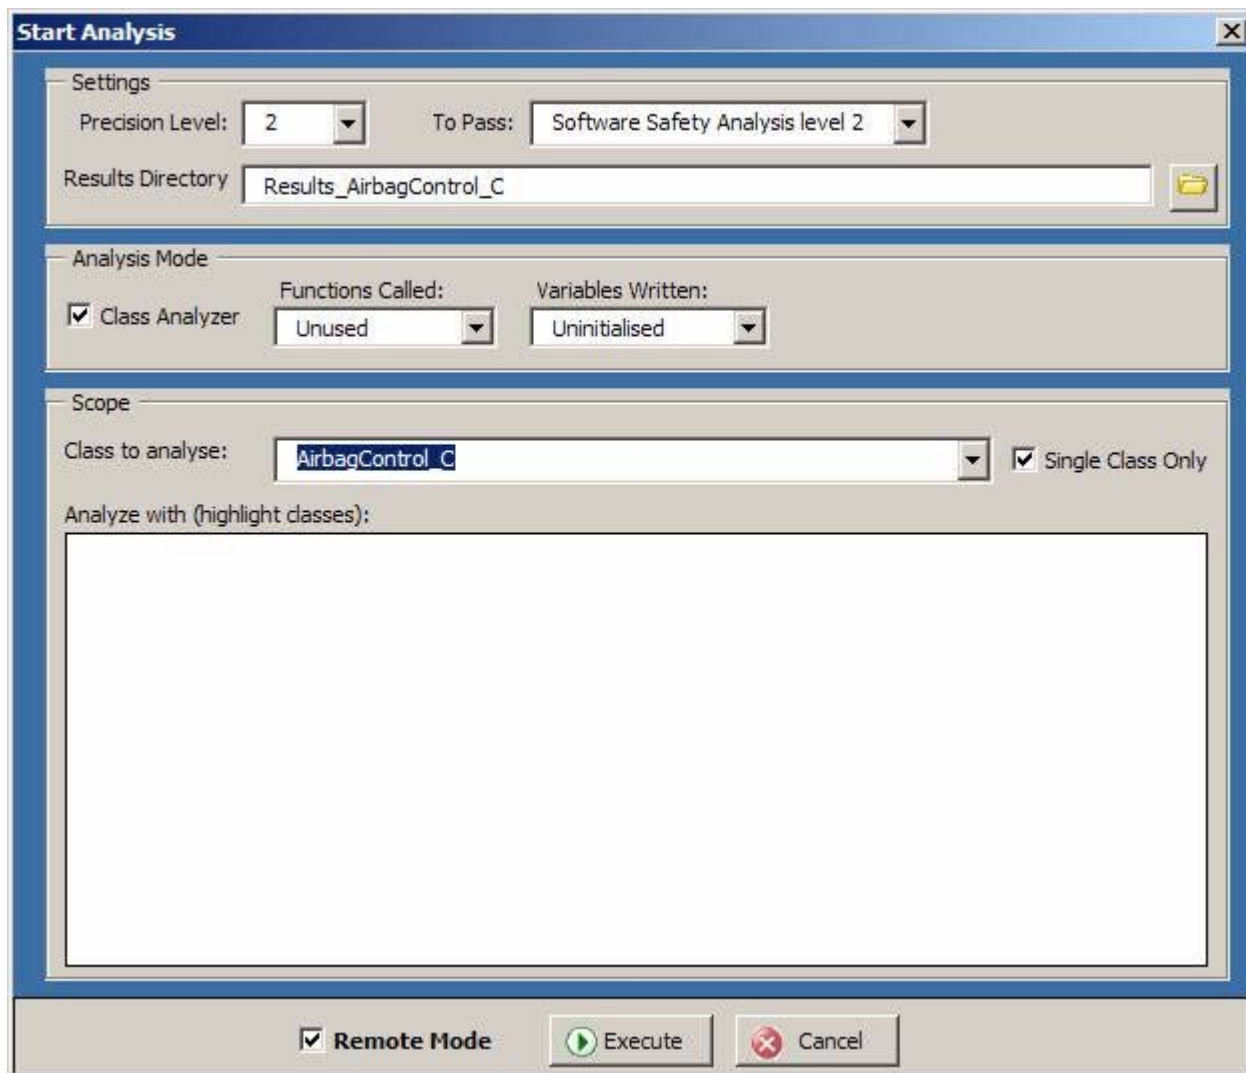 Start Analysis
Settings
Precision Level: 2 To Pass: Software Safety Analysis level 2
Results Directory Results_AirbagControl_C
Analysis Mode
Functions Called: Variables Written:
Class Analyzer Unused Uninitialised
Scope
Class to analyse: AirbagControl_C Single Class Only
Analyze with (highlight classes):
Remote Mode Execute Cancel